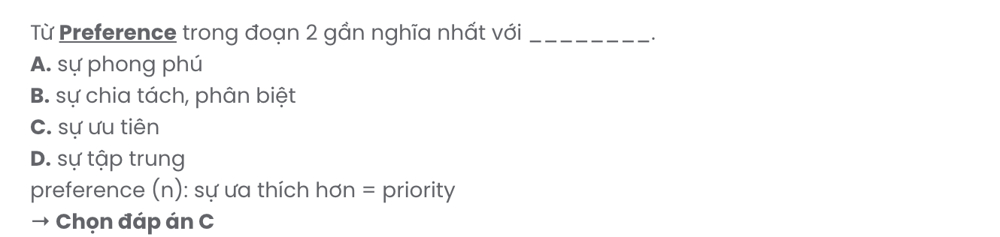 Từ Preference trong đoạn 2 gần nghĩa nhất với ________.
A. sự phong phú
B. sự chia tách, phân biệt
C. sự ưu tiên
D. sự tập trung
preference (n): sự ưa thích hơn = priority
→ Chọn đáp án C